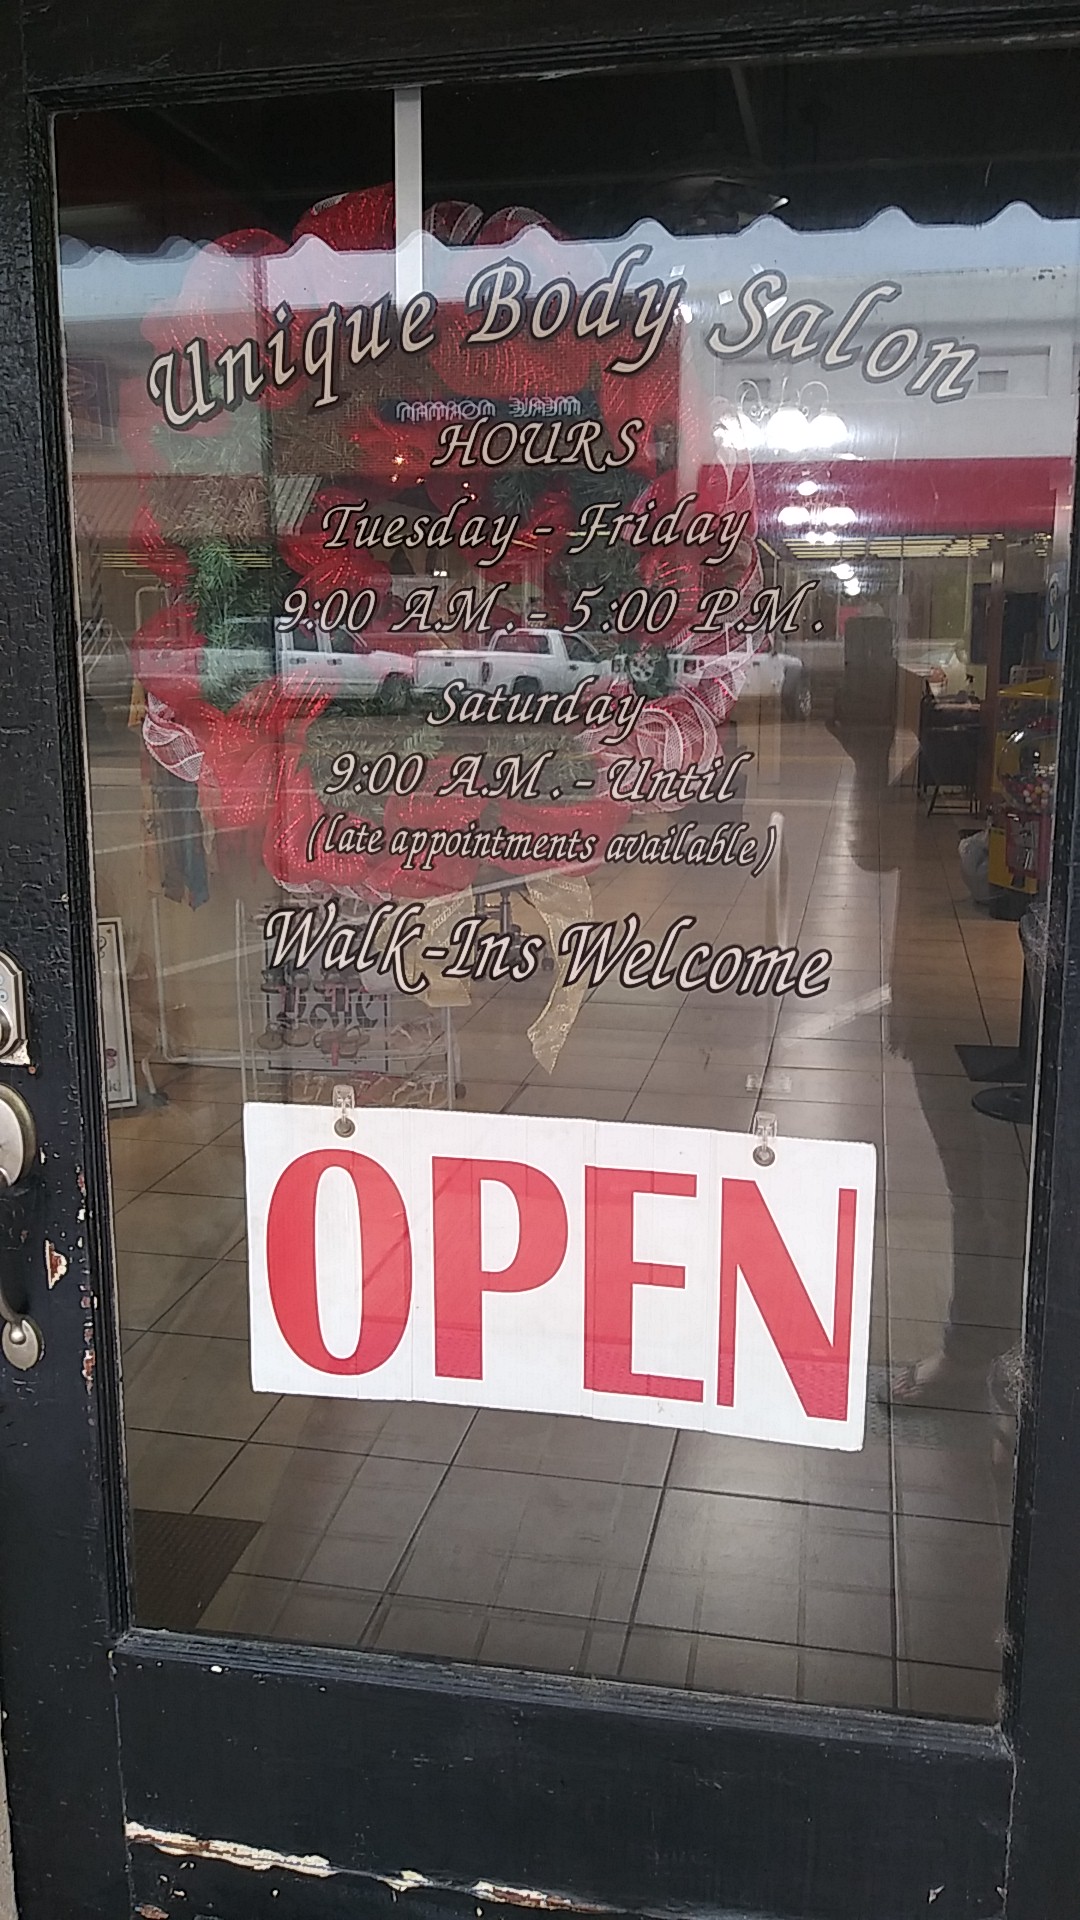 Unique Body Salon
HOURS
Tuesday - Friday
9:00 A.M. - 5:00 P.M.
Saturday
9:00 A.M. - Until
(late appointments available)
Walk-Ins Welcome
OPEN